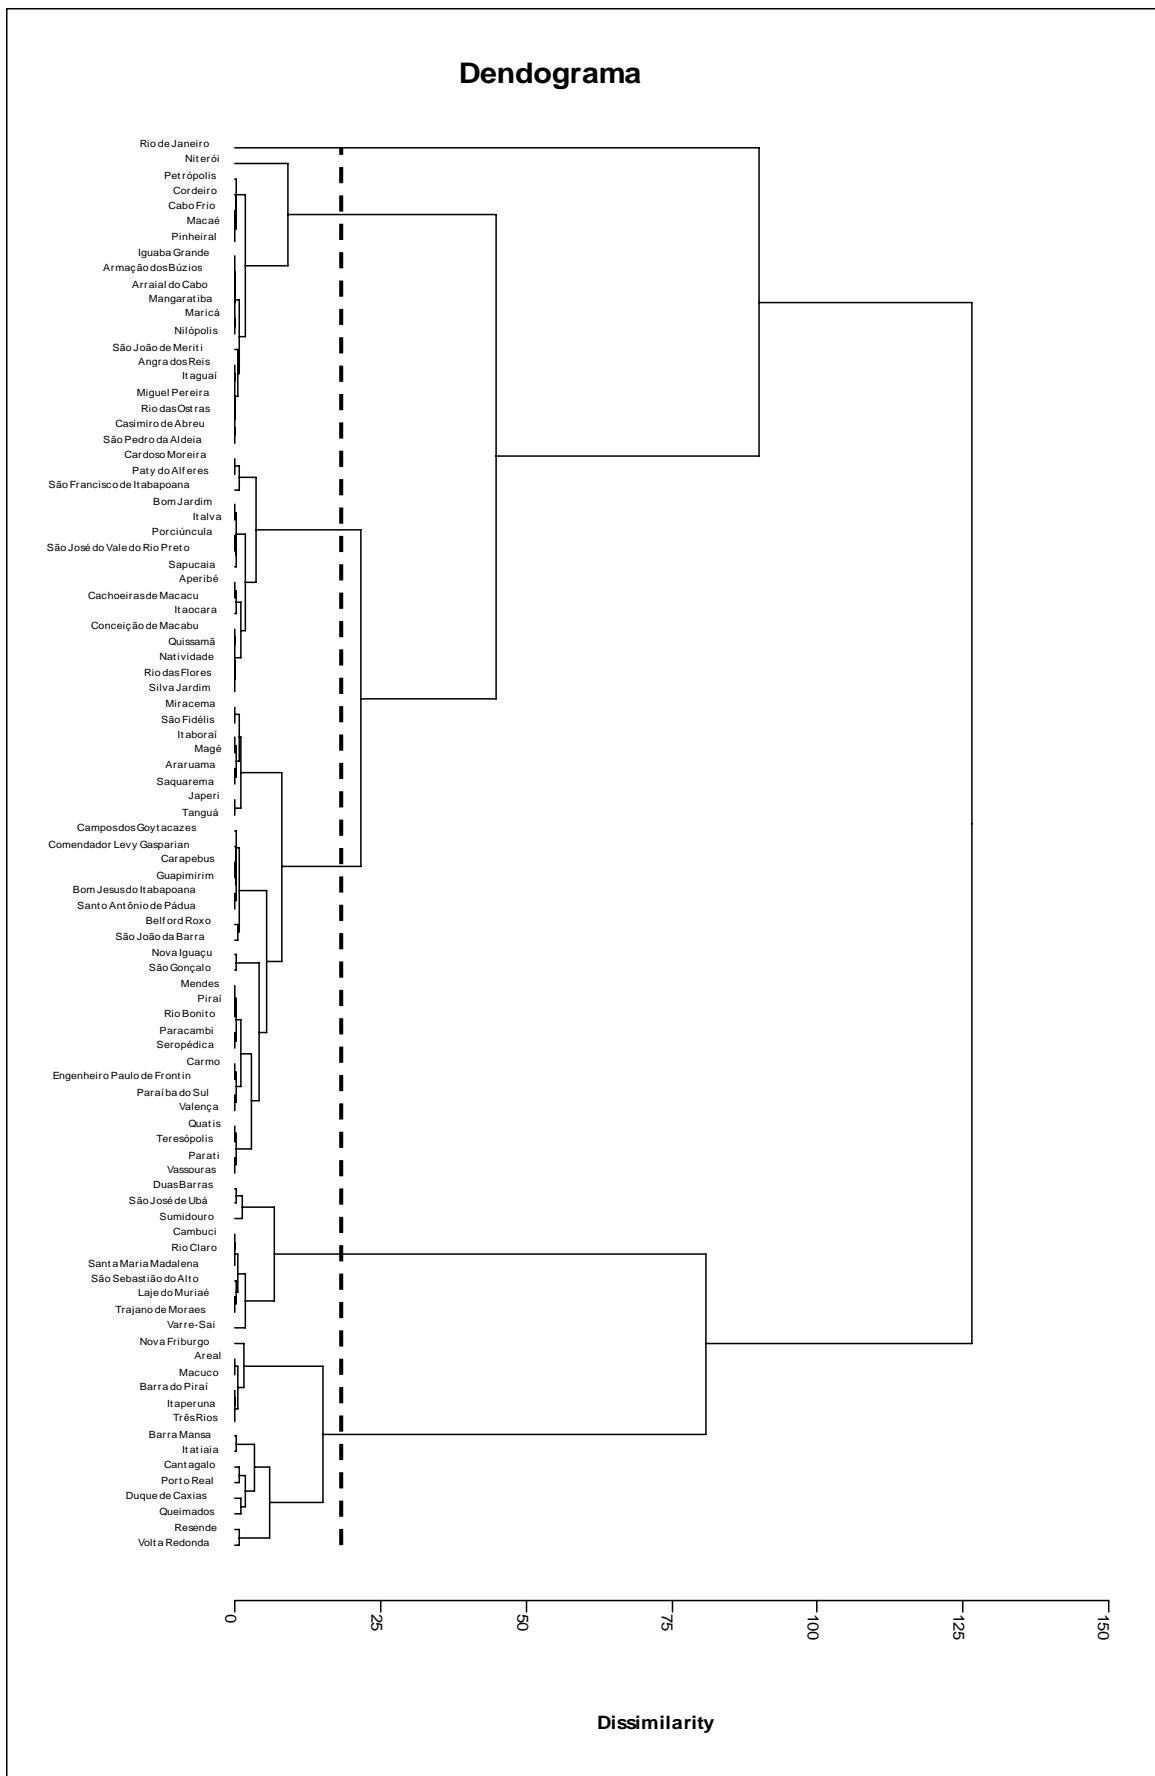 Dendograma
Rio de Janeiro
Niterói
Petrópolis
Cordeiro
Cabo Frio
Macaé
Pinheiral
Iguaba Grande
Armação dos Búzios
Arraial do Cabo
Mangaratiba
Maricá
Nilópolis
São João de Meriti
Angra dos Reis
Itaguaí
Miguel Pereira
Rio das Ostras
Casimiro de Abreu
São Pedro da Aldeia
Cardoso Moreira
Paty do Alferes
São Francisco de Itabapoana
Bom Jardim
Italva
Porciúncula
São José do Vale do Rio Preto
Sapucaia
Aperibé
Cachoeiras de Macacu
Itaocara
Conceição de Macabu
Quissamã
Natividade
Rio das Flores
Silva Jardim
Miracema
São Fidélis
Itaboraí
Magé
Araruama
Saquarema
Japeri
Tanguá
Campos dos Goytacazes
Comendador Levy Gasparian
Carapebus
Guapimirim
Bom Jesus do Itabapoana
Santo Antônio de Pádua
Belford Roxo
São João da Barra
Nova Iguaçu
São Gonçalo
Mendes
Piraí
Rio Bonito
Paracambi
Seropédica
Carmo
Engenheiro Paulo de Frontin
Paraíba do Sul
Valença
Quatis
Teresópolis
Parati
Vassouras
Duas Barras
São José de Ubá
Sumidouro
Cambuci
Rio Claro
Santa Maria Madalena
São Sebastião do Alto
Laje do Muriaé
Trajano de Moraes
Varre-Sai
Nova Friburgo
Areal
Macuco
Barra do Piraí
Itaperuna
Três Rios
Barra Mansa
Itatiaia
Cantagalo
Porto Real
Duque de Caxias
Queimados
Resende
Volta Redonda
0 25 50 75 100 125 150
Dissimilarity